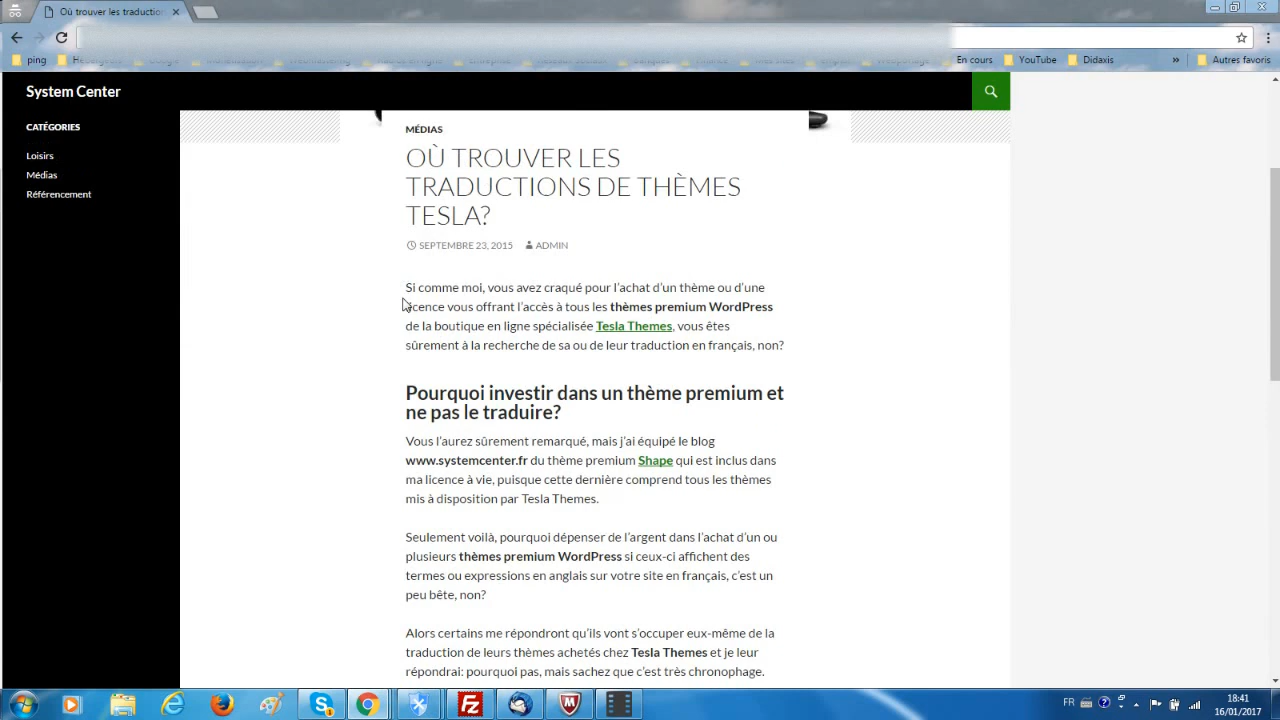 Où trouver les traduction
ping
En cours
YouTube
Didaxis
»
Autres favoris
System Center
CATÉGORIES
Loisirs
Médias
Référencement
MÉDIAS
OÙ TROUVER LES
TRADUCTIONS DE THÈMES
TESLA?
SEPTEMBRE 23, 2015 ADMIN
Si comme moi, vous avez craqué pour l’achat d’un thème ou d’une
licence vous offrant l’accès à tous les thèmes premium WordPress
de la boutique en ligne spécialisée Tesla Themes, vous êtes
sûrement à la recherche de sa ou de leur traduction en français, non?
Pourquoi investir dans un thème premium et
ne pas le traduire?
Vous l’aurez sûrement remarqué, mais j’ai équipé le blog
www.systemcenter.fr du thème premium Shape qui est inclus dans
ma licence à vie, puisque cette dernière comprend tous les thèmes
mis à disposition par Tesla Themes.
Seulement voilà, pourquoi dépenser de l’argent dans l’achat d’un ou
plusieurs thèmes premium WordPress si ceux-ci affichent des
termes ou expressions en anglais sur votre site en français, c’est un
peu bête, non?
Alors certains me répondront qu’ils vont s’occuper eux-même de la
traduction de leurs thèmes achetés chez Tesla Themes et je leur
répondrai: pourquoi pas, mais sachez que c’est très chronophage.
FR
18:41
16/01/2017